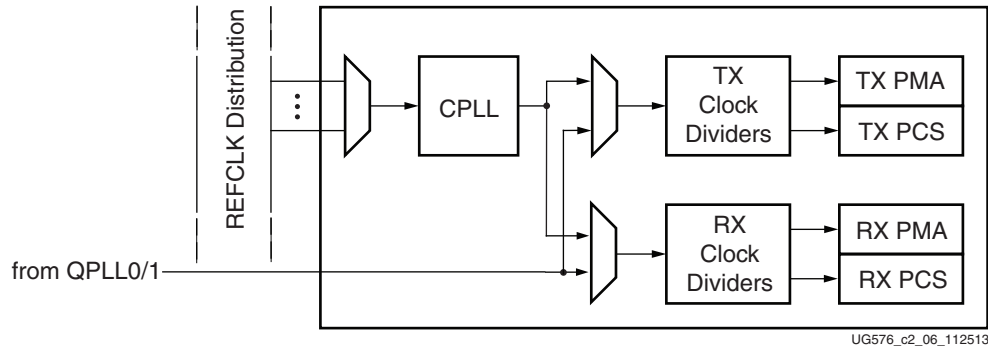 REFCLK Distribution
CPLL
TX
Clock
Dividers
TX PMA
TX PCS
RX
Clock
Dividers
RX PMA
RX PCS
from QPLL0/1
UG576_c2_06_112513